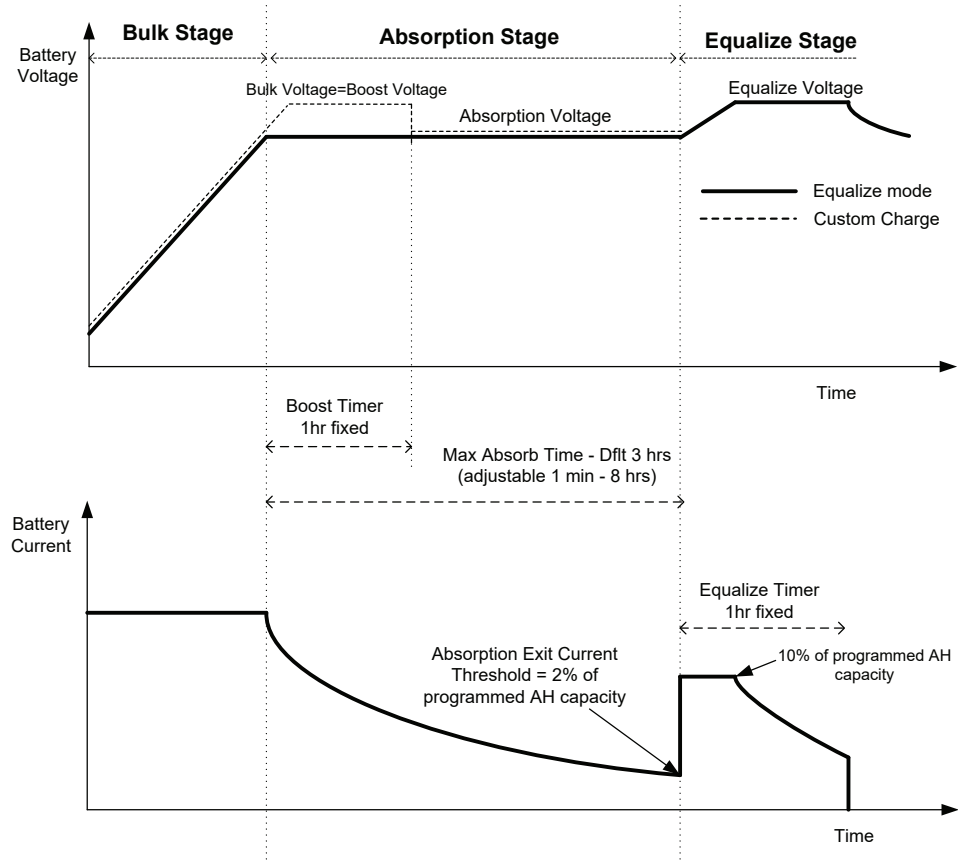 Bulk Stage
Absorption Stage
Equalize Stage
Battery
Voltage
Bulk Voltage=Boost Voltage
Absorption Voltage
Equalize Voltage
Equalize mode
Custom Charge
Time
Boost Timer
1hr fixed
Max Absorb Time - Dflt 3 hrs
(adjustable 1 min - 8 hrs)
Battery
Current
Equalize Timer
1hr fixed
Absorption Exit Current
Threshold = 2% of
programmed AH capacity
10% of programmed AH
capacity
Time